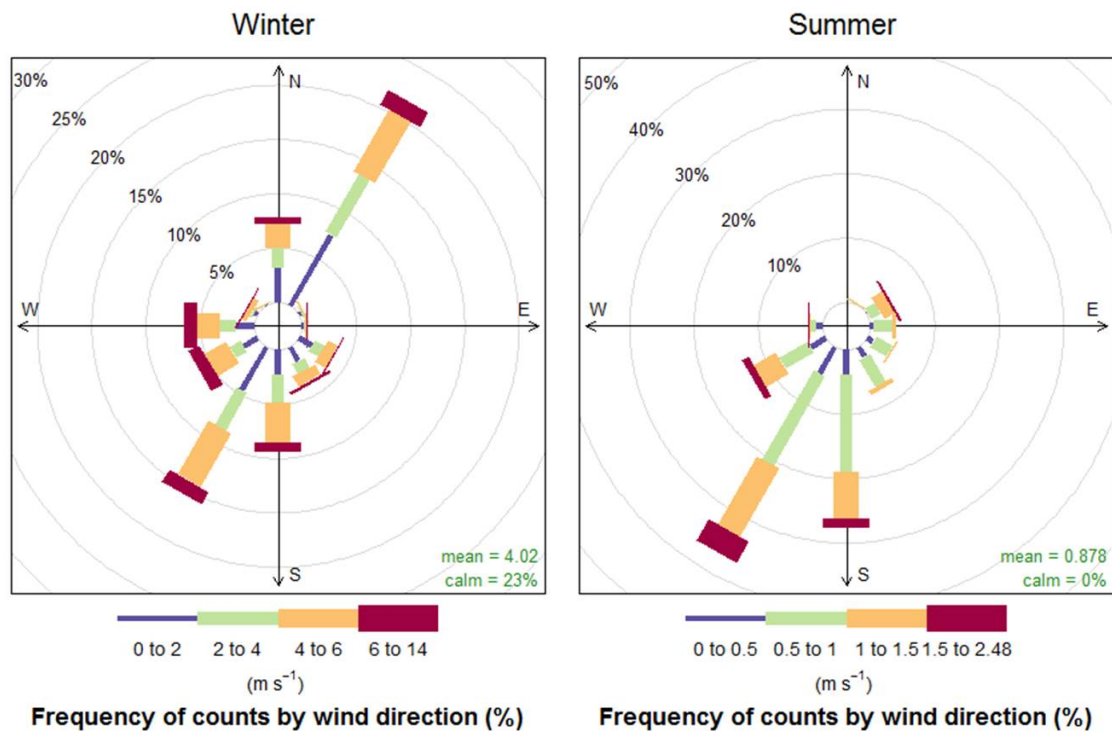 Winter
30%
25%
20%
15%
10%
5%
N
W
E
S
mean = 4.02
calm = 23%
0 to 2 2 to 4 4 to 6 6 to 14
(m s⁻¹)
Frequency of counts by wind direction (%)
Summer
50%
40%
30%
20%
10%
N
W
E
S
mean = 0.878
calm = 0%
0 to 0.5 0.5 to 1 1 to 1.5 1.5 to 2.48
(m s⁻¹)
Frequency of counts by wind direction (%)